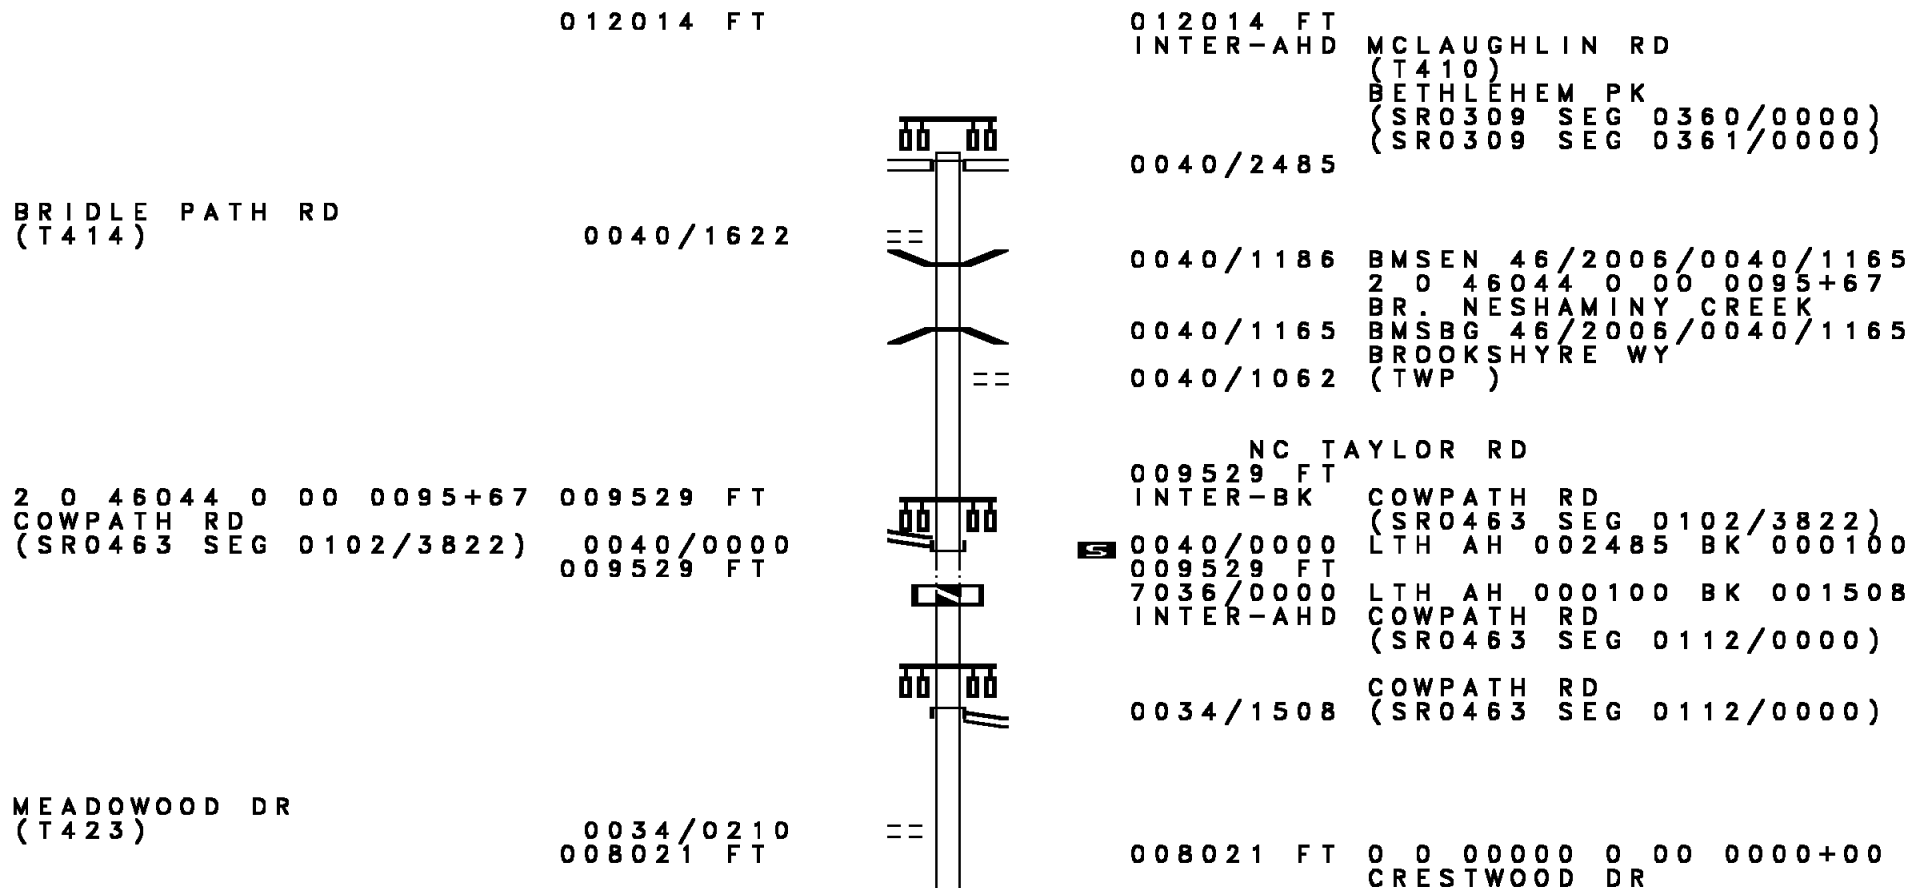 012014 FT 012014 FT
INTER-AHD MCLAUGHLIN RD
(T410)
BETHLEHEM PK
(SR0309 SEG 0360/0000)
(SR0309 SEG 0361/0000)
0040/2485
BRIDLE PATH RD
(T414) 0040/1622
0040/1186 BMSEN 46/2006/0040/1165
2 0 46044 0 00 0095+67
BR. NESHAMINY CREEK
0040/1165 BMSBG 46/2006/0040/1165
BROOKSHYRE WY
0040/1062 (TWP )
NC TAYLOR RD
009529 FT
2 0 46044 0 00 0095+67 009529 FT INTER-BK COWPATH RD
COWPATH RD (SR0463 SEG 0102/3822)
(SR0463 SEG 0102/3822) 0040/0000 S 0040/0000 LTH AH 002485 BK 000100
009529 FT 009529 FT
7036/0000 LTH AH 000100 BK 001508
INTER-AHD COWPATH RD
(SR0463 SEG 0112/0000)
COWPATH RD
0034/1508 (SR0463 SEG 0112/0000)
MEADOWOOD DR
(T423) 0034/0210
008021 FT 008021 FT 0 0 00000 0 00 0000+00
CRESTWOOD DR